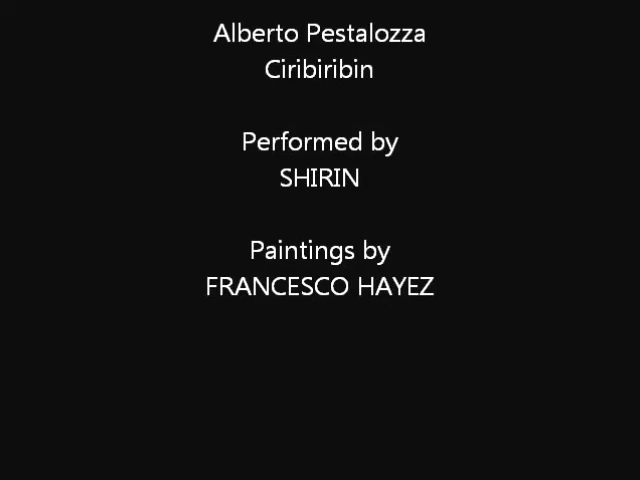 Alberto Pestalozza
Ciribiribin
Performed by
SHIRIN
Paintings by
FRANCESCO HAYEZ